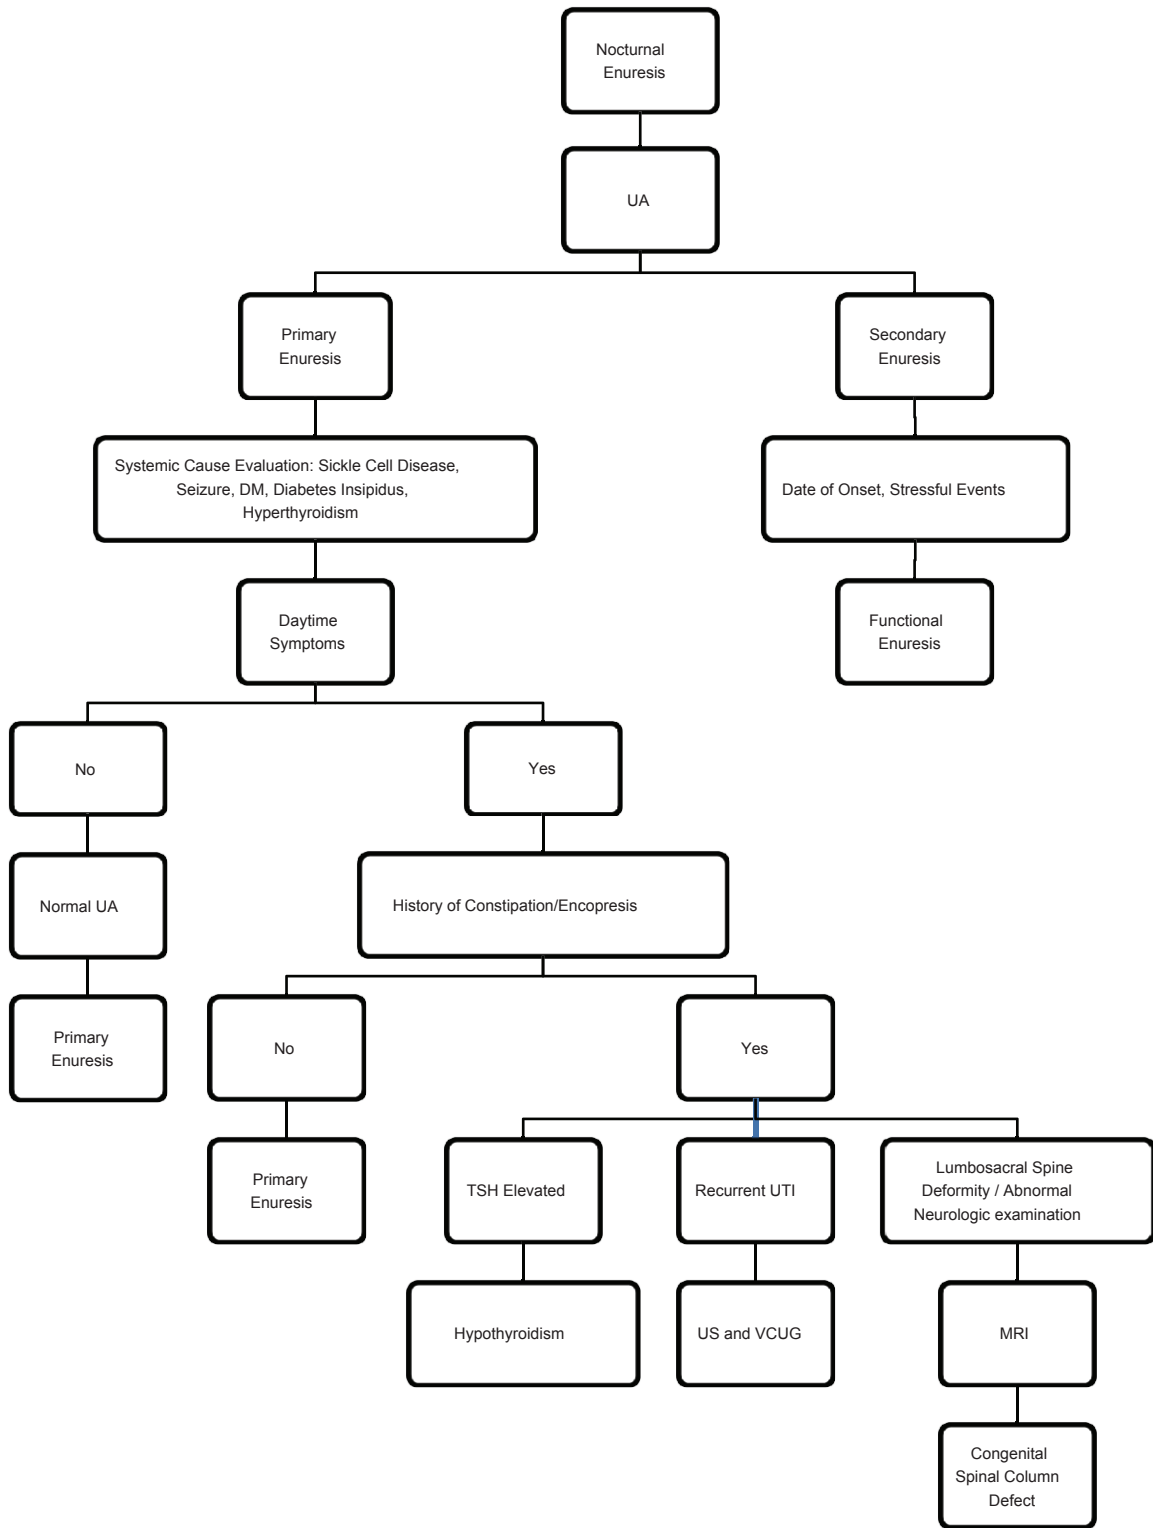 Nocturnal
Enuresis
UA
Primary
Enuresis
Secondary
Enuresis
Systemic Cause Evaluation: Sickle Cell Disease,
Seizure, DM, Diabetes Insipidus,
Hyperthyroidism
Date of Onset, Stressful Events
Daytime
Symptoms
Functional
Enuresis
No
Yes
Normal UA
History of Constipation/Encopresis
Primary
Enuresis
No
Yes
Primary
Enuresis
TSH Elevated
Recurrent UTI
Lumbosacral Spine
Deformity / Abnormal
Neurologic examination
Hypothyroidism
US and VCUG
MRI
Congenital
Spinal Column
Defect